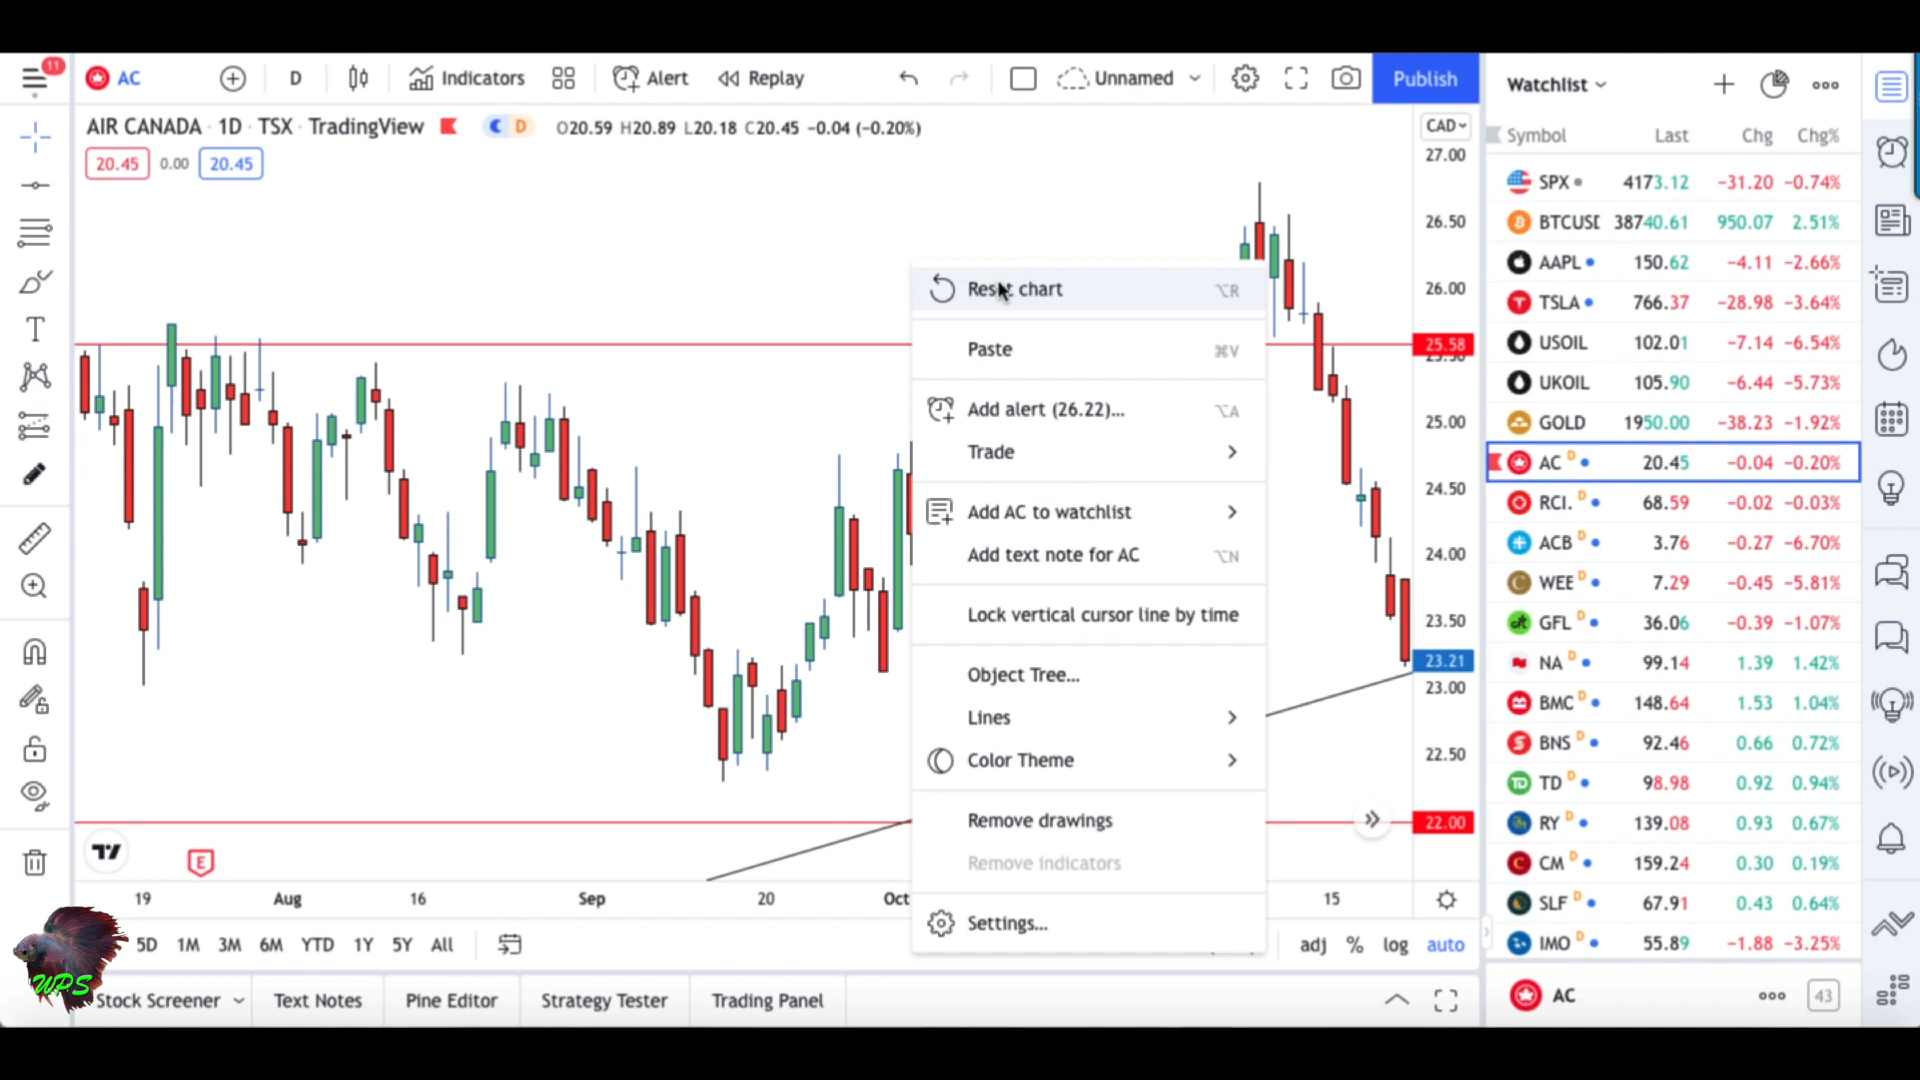 11
AC
D
Indicators
Alert
Replay
Unnamed
Publish
AIR CANADA · 1D · TSX · TradingView
D
O20.59 H20.89 L20.18 C20.45 −0.04 (−0.20%)
20.45 0.00 20.45
CAD
27.00
26.50
26.00
25.58
25.50
25.00
24.50
24.00
23.50
23.21
23.00
22.50
22.00
Reset chart ⌥R
Paste ⌘V
Add alert (26.22)... ⌥A
Trade
Add AC to watchlist
Add text note for AC ⌥N
Lock vertical cursor line by time
Object Tree...
Lines
Color Theme
Remove drawings
Remove indicators
Settings...
E
19 Aug 16 Sep 20 Oct 15
5D 1M 3M 6M YTD 1Y 5Y All
adj % log auto
WPS
Stock Screener Text Notes Pine Editor Strategy Tester Trading Panel
Watchlist
Symbol Last Chg Chg%
SPX 4173.12 −31.20 −0.74%
BTCUSD 38740.61 950.07 2.51%
AAPL 150.62 −4.11 −2.66%
TSLA 766.37 −28.98 −3.64%
USOIL 102.01 −7.14 −6.54%
UKOIL 105.90 −6.44 −5.73%
GOLD 1950.00 −38.23 −1.92%
AC D 20.45 −0.04 −0.20%
RCI. D 68.59 −0.02 −0.03%
ACB D 3.76 −0.27 −6.70%
WEE D 7.29 −0.45 −5.81%
GFL D 36.06 −0.39 −1.07%
NA D 99.14 1.39 1.42%
BMC D 148.64 1.53 1.04%
BNS D 92.46 0.66 0.72%
TD D 98.98 0.92 0.94%
RY D 139.08 0.93 0.67%
CM D 159.24 0.30 0.19%
SLF D 67.91 0.43 0.64%
IMO D 55.89 −1.88 −3.25%
AC 43